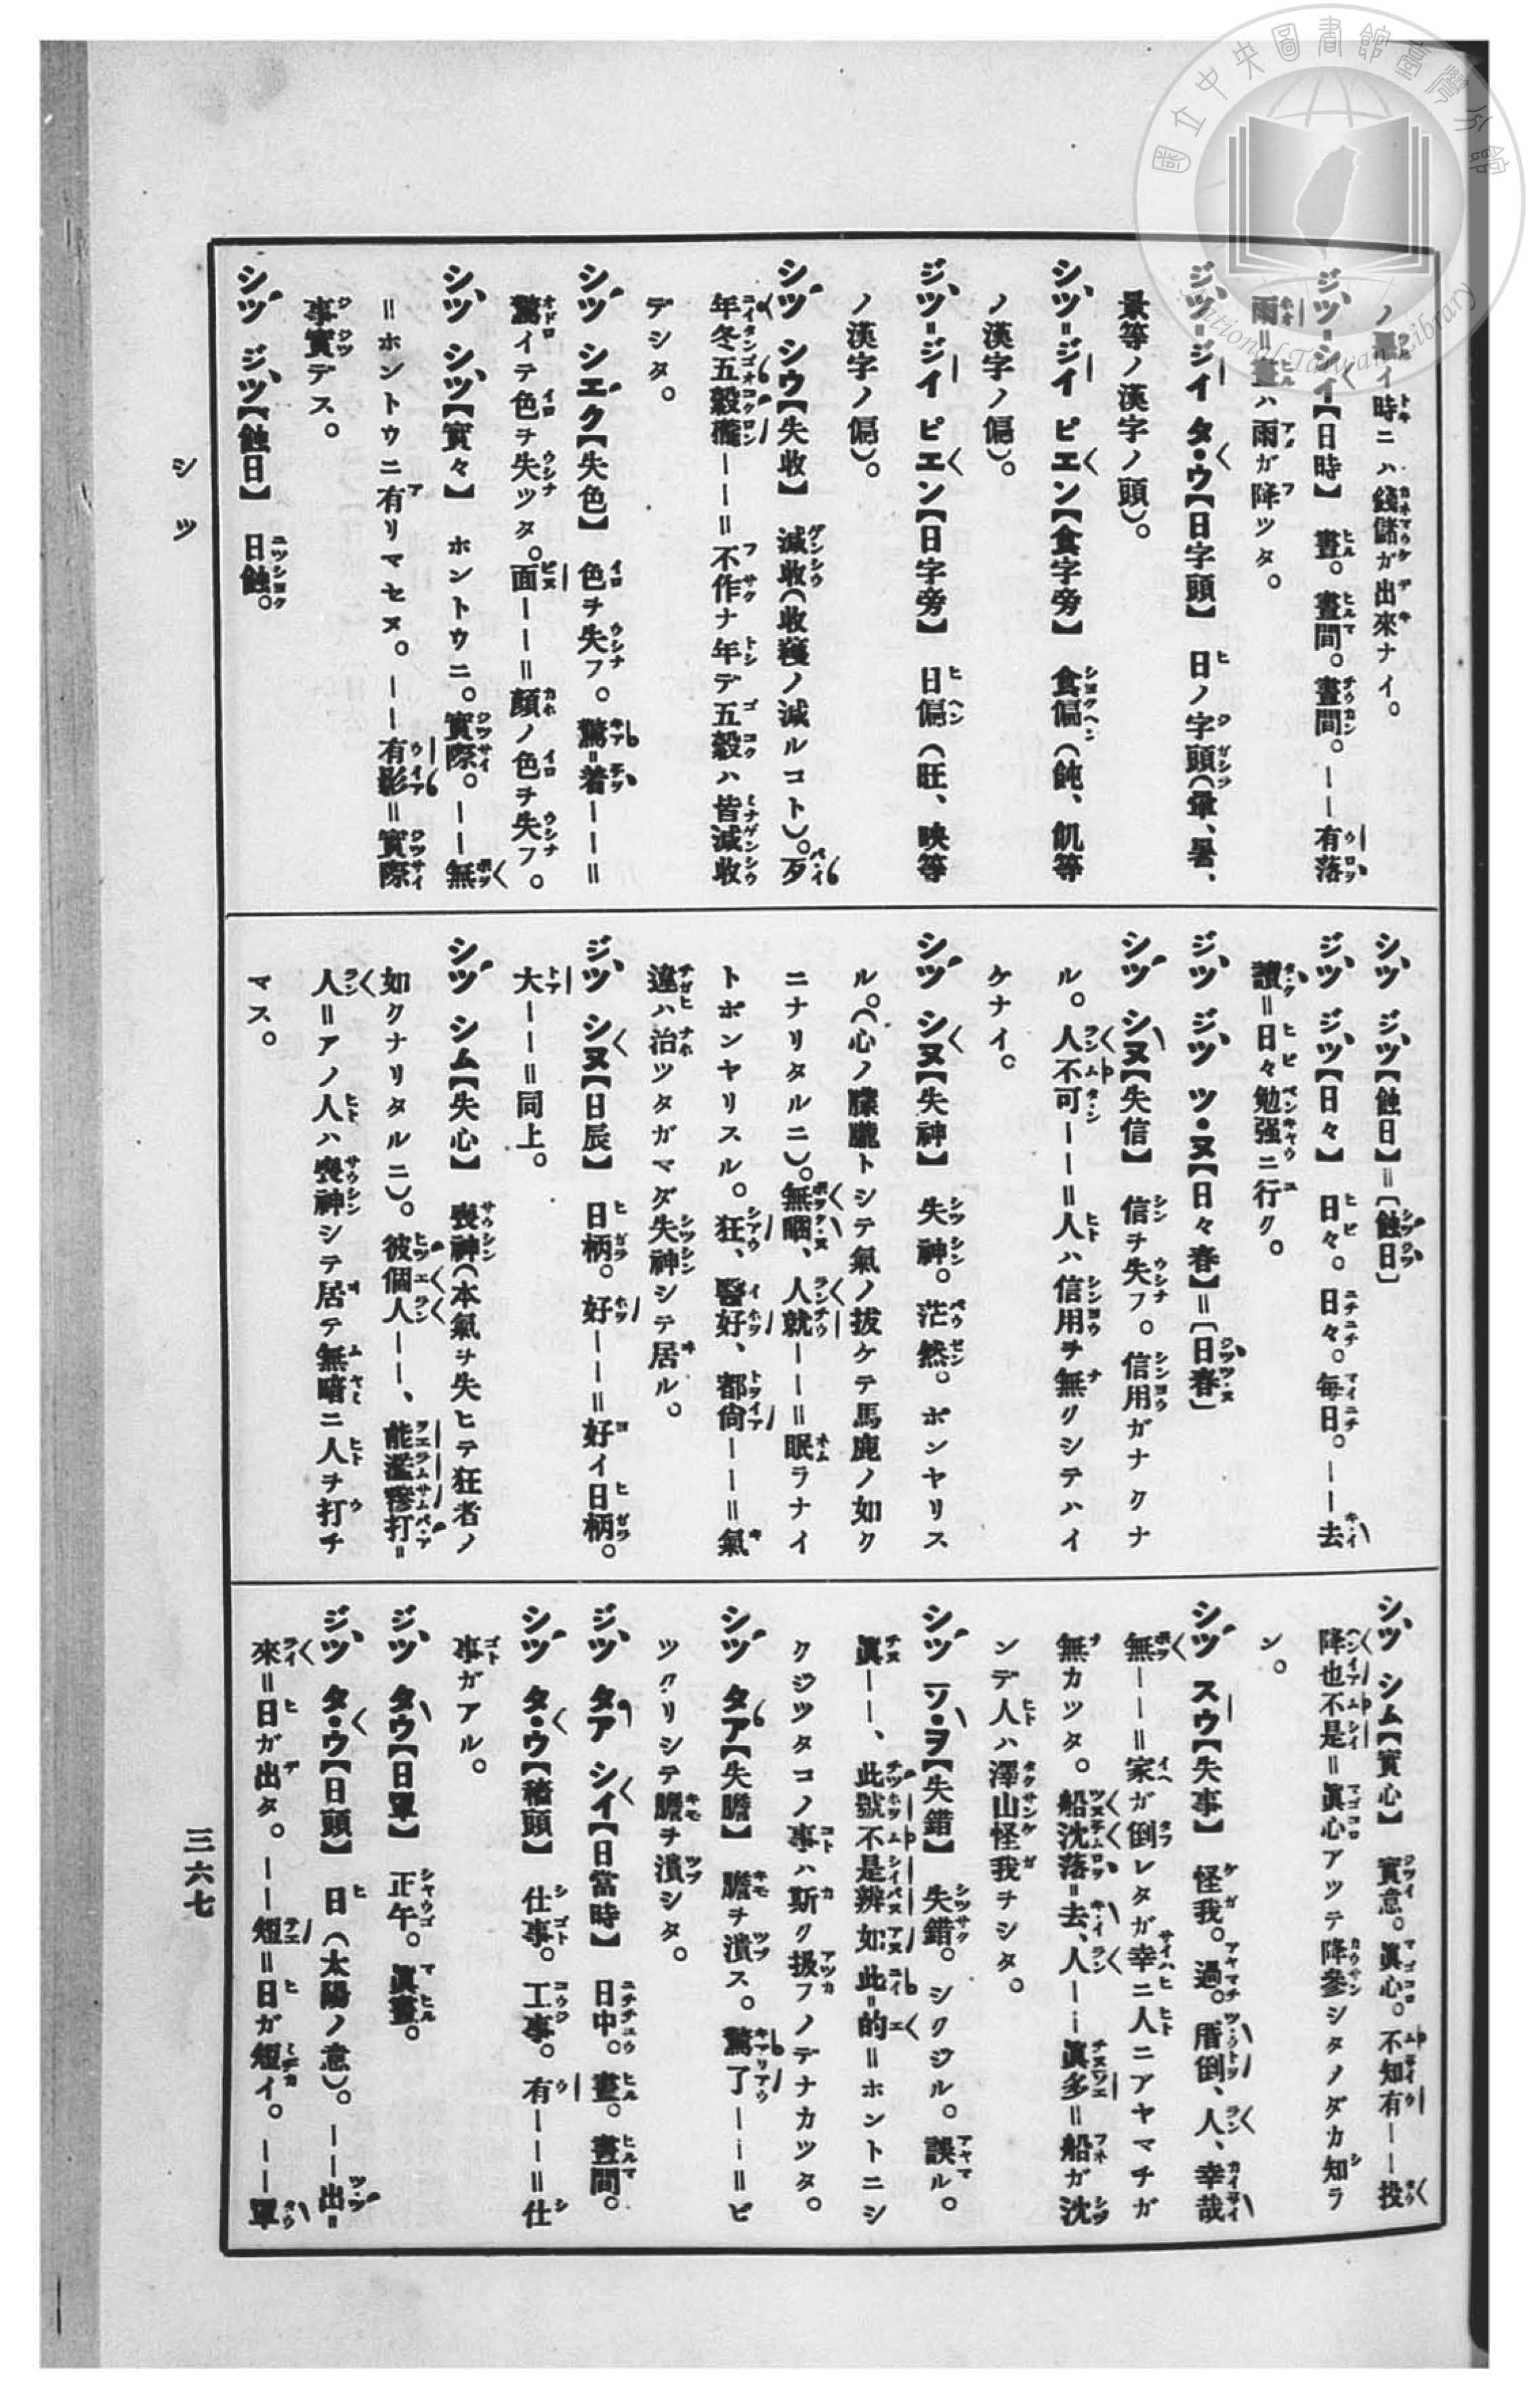 國立中央圖書館臺灣分館
National Taiwan Library
ノ悪イ時ニハ錢儲ガ出來ナイ。
ジツ=シイ【日時】 晝。晝間。晝間。――有落
雨=晝ハ雨ガ降ツタ。
ジツ=ジイ タ・ウ【日字頭】 日ノ字頭(暈、暑、
景等ノ漢字ノ頭)。
シツ=ジイ ピエン【食字旁】 食偏(飩、飢等
ノ漢字ノ偏)。
ジツ=ジイ ピエン【日字旁】 日偏(旺、映等
ノ漢字ノ偏)。
シツ シウ【失收】 減收(收穫ノ減ルコト)。歹
年冬五穀攏――=不作ナ年デ五穀ハ皆減收
デシタ。
シツ シエク【失色】 色チ失フ。驚=着――=
驚イテ色チ失ツタ。面――=顏ノ色チ失フ。
シツ シツ【實々】 ホントウニ。實際。――無
=ホントウニ有リマセヌ。――有影=實際
事實デス。
シツ ジツ【蝕日】 日蝕。
シツ ジツ【蝕日】=〔蝕日〕
ジツ ジツ【日々】 日々。日々。每日。――去
讀=日々勉强ニ行ク。
ジツ ジツ ツ・ヌ【日々春】=〔日春〕
シツ シヌ【失信】 信チ失フ。信用ガナクナ
ル。人不可――=人ハ信用チ無クシテハイ
ケナイ。
シツ シヌ【失神】 失神。茫然。ボンヤリス
ル。(心ノ朦朧トシテ氣ノ拔ケテ馬鹿ノ如ク
ニナリタルニ)。無睏、人就――=眠ラナイ
トボンヤリスル。狂、醫好、都尙――=氣
違ハ治ツタガマダ失神シテ居ル。
ジツ シヌ【日辰】 日柄。好――=好イ日柄。
大――=同上。
シツ シム【失心】 喪神(本氣チ失ヒテ狂者ノ
如クナリタルニ)。彼個人――、能濫摻打=
人=アノ人ハ喪神シテ居テ無暗ニ人チ打チ
マス。
シツ シム【實心】 實意。眞心。不知有――投
降也不是=眞心アツテ降參シタノダカ知ラ
ン。
シツ スウ【失事】 怪我。過。厝倒、人、幸哉
無――=家ガ倒レタガ幸ニ人ニアヤマチガ
無カツタ。船沈落=去、人――眞多=船ガ沈
ンデ人ハ澤山怪我チシタ。
シツ ツ・ヲ【失錯】 失錯。シクジル。誤ル。
眞――、此號不是辨如此=的=ホントニシ
クジツタコノ事ハ斯ク扱フノデナカツタ。
シツ タア【失膽】 膽チ潰ス。驚了――=ビ
ツクリシテ膽チ潰シタ。
ジツ タア シイ【日當時】 日中。晝。晝間。
シツ タ・ウ【穡頭】 仕事。工事。有――=仕
事ガアル。
ジツ タウ【日罩】 正午。眞晝。
ジツ タ・ウ【日頭】 日(太陽ノ意)。――出=
來=日ガ出タ。――短=日ガ短イ。――罩
シツ
三六七